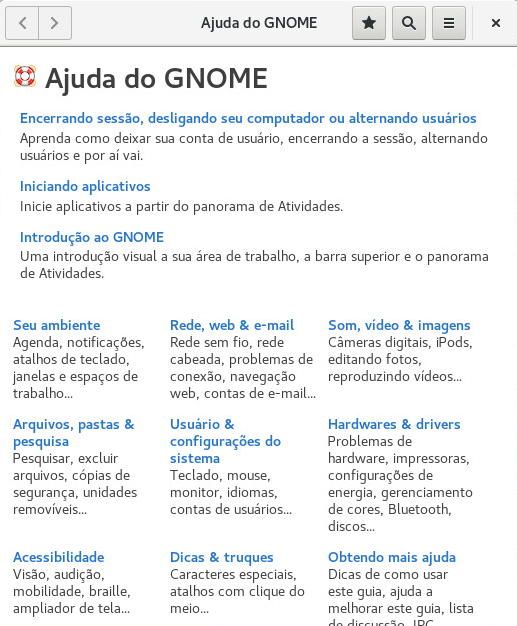 Ajuda do GNOME
Ajuda do GNOME
Encerrando sessão, desligando seu computador ou alternando usuários
Aprenda como deixar sua conta de usuário, encerrando a sessão, alternando
usuários e por aí vai.
Iniciando aplicativos
Inicie aplicativos a partir do panorama de Atividades.
Introdução ao GNOME
Uma introdução visual a sua área de trabalho, a barra superior e o panorama
de Atividades.
Seu ambiente
Agenda, notificações,
atalhos de teclado,
janelas e espaços de
trabalho...
Rede, web & e-mail
Rede sem fio, rede
cabeada, problemas de
conexão, navegação
web, contas de e-mail...
Som, vídeo & imagens
Câmeras digitais, iPods,
editando fotos,
reproduzindo vídeos...
Arquivos, pastas &
pesquisa
Pesquisar, excluir
arquivos, cópias de
segurança, unidades
removíveis...
Usuário &
configurações do
sistema
Teclado, mouse,
monitor, idiomas,
contas de usuários...
Hardwares & drivers
Problemas de
hardware, impressoras,
configurações de
energia, gerenciamento
de cores, Bluetooth,
discos...
Acessibilidade
Visão, audição,
mobilidade, braille,
ampliador de tela...
Dicas & truques
Caracteres especiais,
atalhos com clique do
meio...
Obtendo mais ajuda
Dicas de como usar
este guia, ajuda a
melhorar este guia, lista
de discussão, IRC